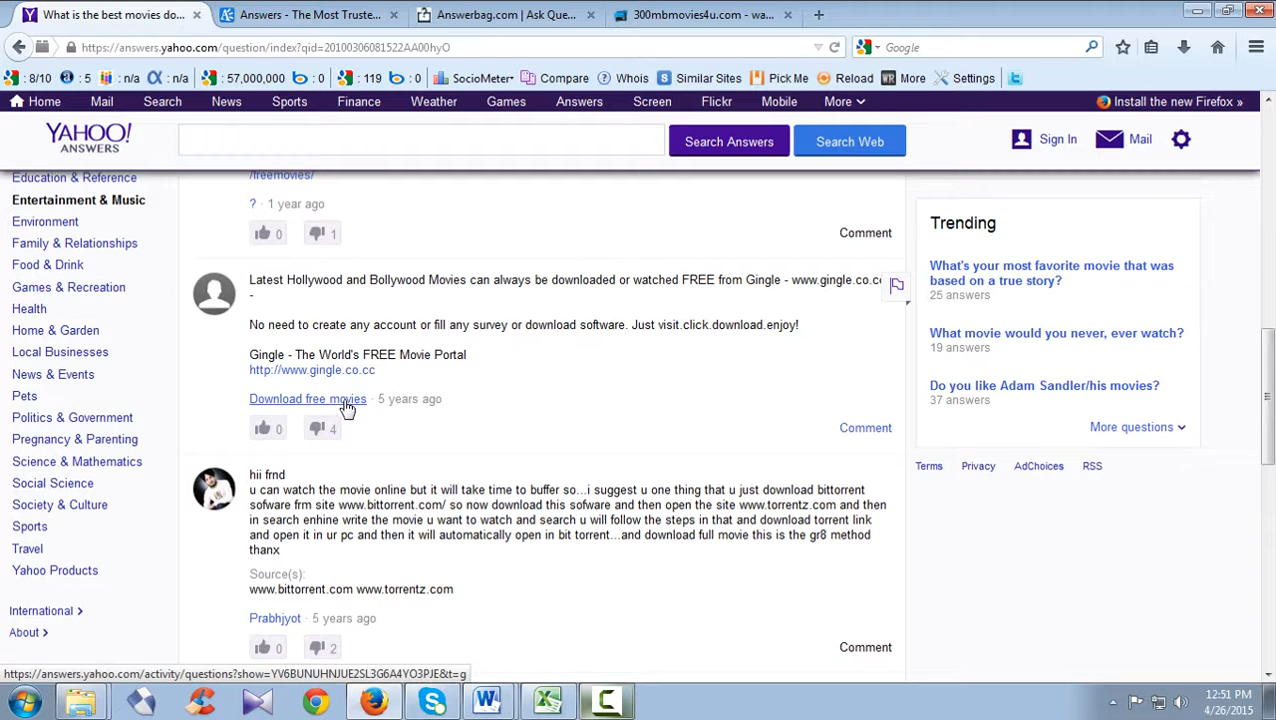 What is the best movies do...
Answers - The Most Truste...
Answerbag.com | Ask Que...
300mbmovies4u.com - wa...
https://answers.yahoo.com/question/index?qid=20100306081522AA00hyO
Google
: 8/10 : 5 : n/a : n/a : 57,000,000 : 0 : 119 : 0 : SocioMeter Compare Whois Similar Sites Pick Me Reload More Settings
Home Mail Search News Sports Finance Weather Games Answers Screen Flickr Mobile More Install the new Firefox »
YAHOO!
ANSWERS
Search Answers
Search Web
Sign In
Mail
Education & Reference
Entertainment & Music
Environment
Family & Relationships
Food & Drink
Games & Recreation
Health
Home & Garden
Local Businesses
News & Events
Pets
Politics & Government
Pregnancy & Parenting
Science & Mathematics
Social Science
Society & Culture
Sports
Travel
Yahoo Products
International >
About >
/freemovies/
? · 1 year ago
0 1
Comment
Latest Hollywood and Bollywood Movies can always be downloaded or watched FREE from Gingle - www.gingle.co.cc
-
No need to create any account or fill any survey or download software. Just visit.click.download.enjoy!
Gingle - The World's FREE Movie Portal
http://www.gingle.co.cc
Download free movies · 5 years ago
0 4
Comment
hii frnd
u can watch the movie online but it will take time to buffer so...i suggest u one thing that u just download bittorrent
sofware frm site www.bittorrent.com/ so now download this sofware and then open the site www.torrentz.com and then
in search enhine write the movie u want to watch and search u will follow the steps in that and download torrent link
and open it in ur pc and then it will automatically open in bit torrent...and download full movie this is the gr8 method
thanx
Source(s):
www.bittorrent.com www.torrentz.com
Prabhjyot · 5 years ago
0 2
Comment
Trending
What's your most favorite movie that was
based on a true story?
25 answers
What movie would you never, ever watch?
19 answers
Do you like Adam Sandler/his movies?
37 answers
More questions
Terms Privacy AdChoices RSS
https://answers.yahoo.com/activity/questions?show=YV6BUNUHNJUE2SL3G6A4YO3PJE&t=g
12:51 PM
4/26/2015